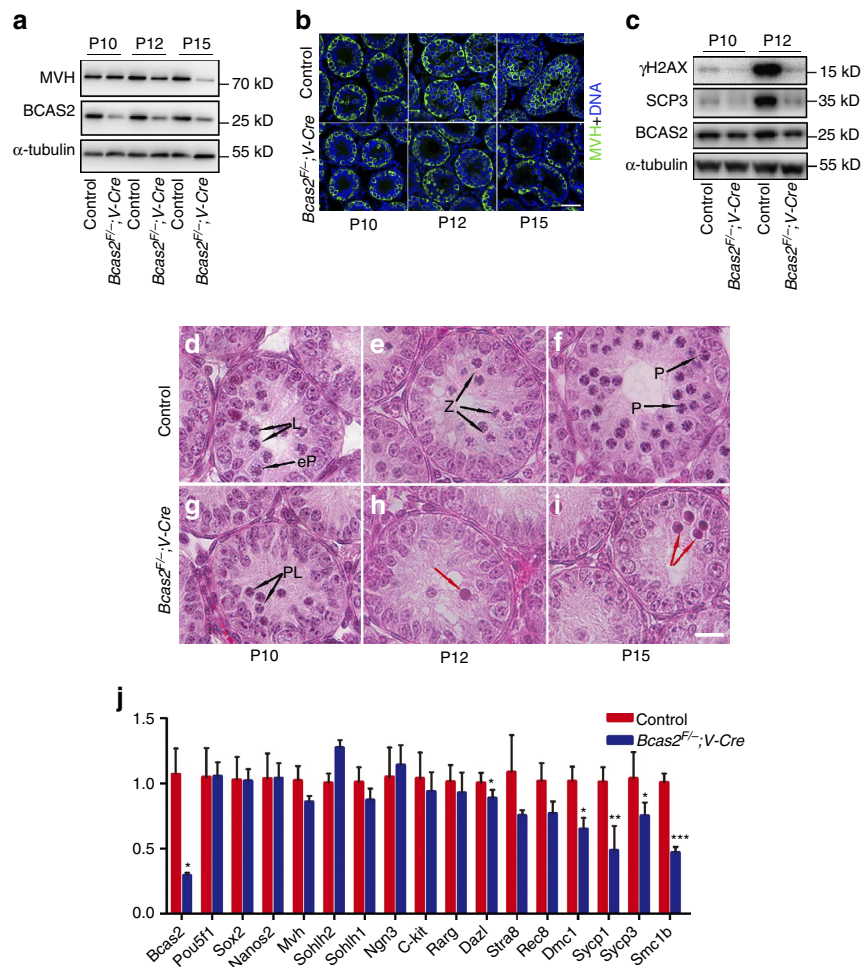 a
P10 P12 P15
MVH
70 kD
BCAS2
25 kD
α-tubulin
55 kD
Control
Bcas2F/–;V-Cre
Control
Bcas2F/–;V-Cre
Control
Bcas2F/–;V-Cre
b
Control
Bcas2F/–;V-Cre
MVH+DNA
P10 P12 P15
c
P10 P12
γH2AX
15 kD
SCP3
35 kD
BCAS2
25 kD
α-tubulin
55 kD
Control
Bcas2F/–;V-Cre
Control
Bcas2F/–;V-Cre
Control
d
L
eP
e
Z
f
P
P
Bcas2F/–;V-Cre
g
PL
h
i
P10 P12 P15
j
1.5
1.0
0.5
0.0
Control
Bcas2F/–;V-Cre
*
*
*
**
*
***
Bcas2
Pou5f1
Sox2
Nanos2
Mvh
Sohlh2
Sohlh1
Ngn3
C-kit
Rarg
Dazl
Stra8
Rec8
Dmc1
Sycp1
Sycp3
Smc1b